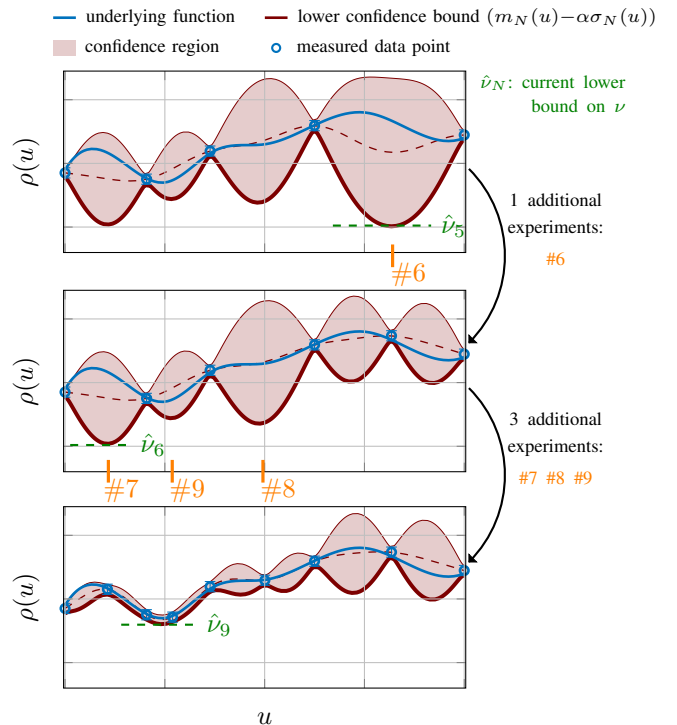 underlying function
lower confidence bound (m_N(u)−ασ_N(u))
confidence region
measured data point
ν̂_N: current lower
bound on ν
ρ(u)
ν̂_5
#6
1 additional
experiments:
#6
ρ(u)
ν̂_6
#7 #9 #8
3 additional
experiments:
#7 #8 #9
ρ(u)
ν̂_9
u